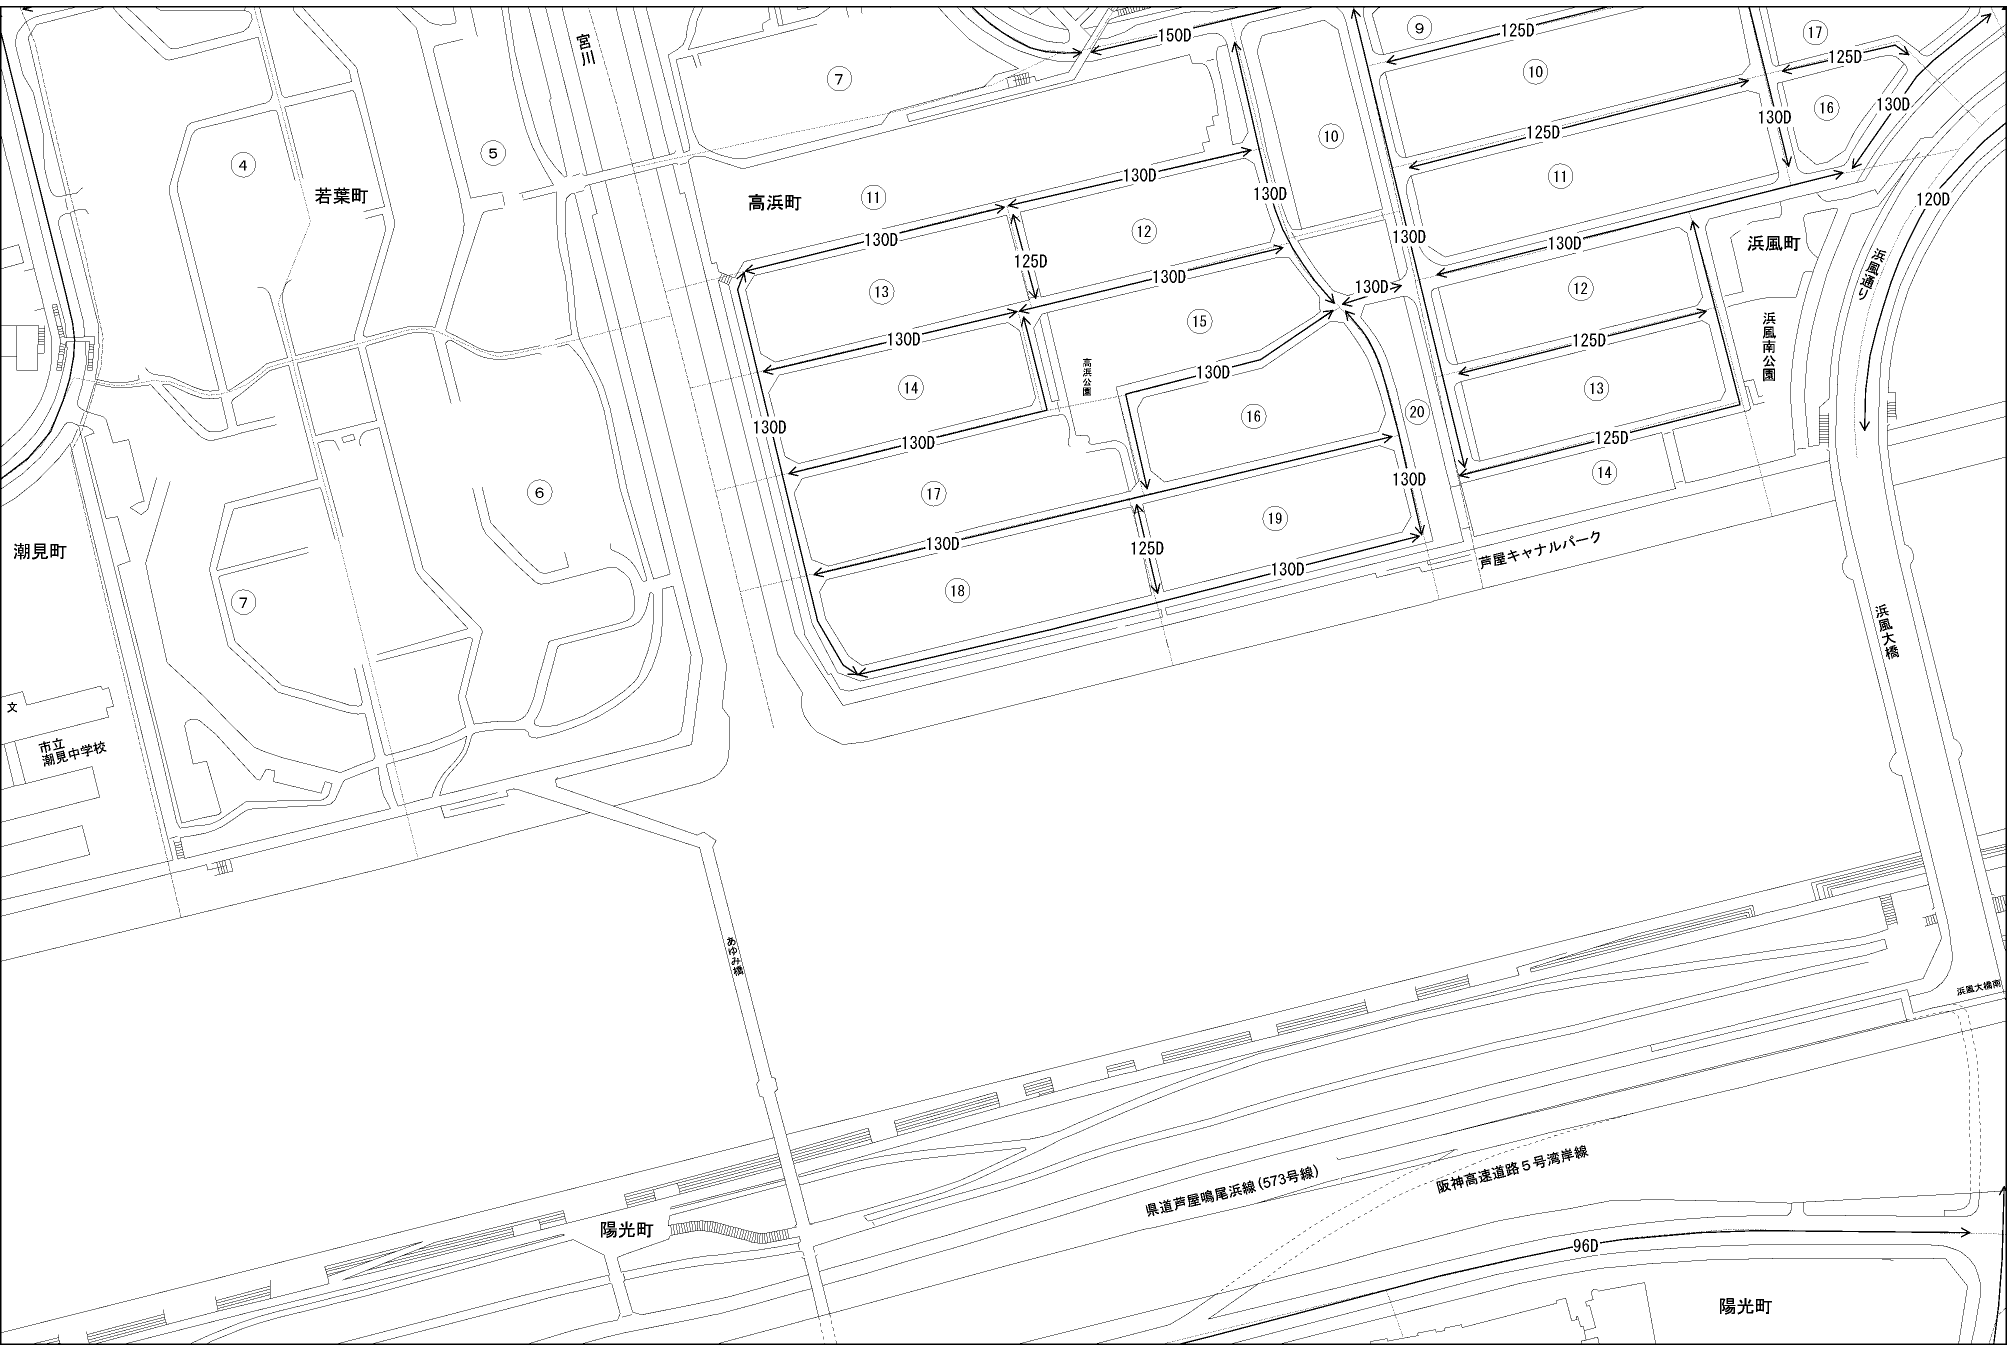 宮川
⑨
125D
⑰
150D
125D
⑩
⑦
130D
⑯
130D
⑩
125D
⑤
④
若葉町
130D
⑪
130D
⑪
高浜町
120D
⑫
130D
130D
130D
130D
浜風町
浜風通り
125D
130D
130D
⑬
⑫
⑮
浜風南公園
130D
125D
高浜公園
130D
⑭
⑬
⑯
⑳
130D
130D
125D
⑭
130D
⑥
⑰
⑲
130D
125D
潮見町
芦屋キャナルパーク
130D
⑱
⑦
浜風大橋
文
市立
潮見中学校
あゆみ橋
浜風大橋南
阪神高速道路5号湾岸線
県道芦屋鳴尾浜線(573号線)
陽光町
96D
陽光町